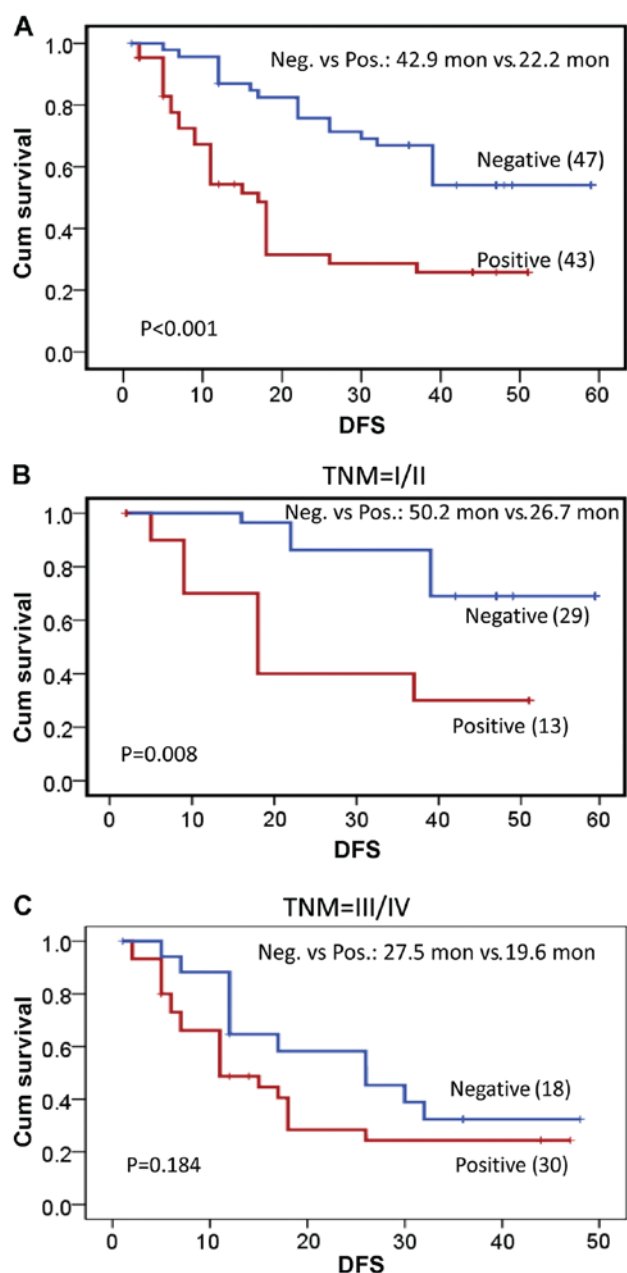 A
Neg. vs Pos.: 42.9 mon vs.22.2 mon
1.0
0.8
0.6
0.4
0.2
0.0
Cum survival
Negative (47)
Positive (43)
P<0.001
0 10 20 30 40 50 60
DFS
B
TNM=I/II
Neg. vs Pos.: 50.2 mon vs.26.7 mon
1.0
0.8
0.6
0.4
0.2
0.0
Cum survival
Negative (29)
Positive (13)
P=0.008
0 10 20 30 40 50 60
DFS
C
TNM=III/IV
Neg. vs Pos.: 27.5 mon vs.19.6 mon
1.0
0.8
0.6
0.4
0.2
0.0
Cum survival
Negative (18)
Positive (30)
P=0.184
0 10 20 30 40 50
DFS